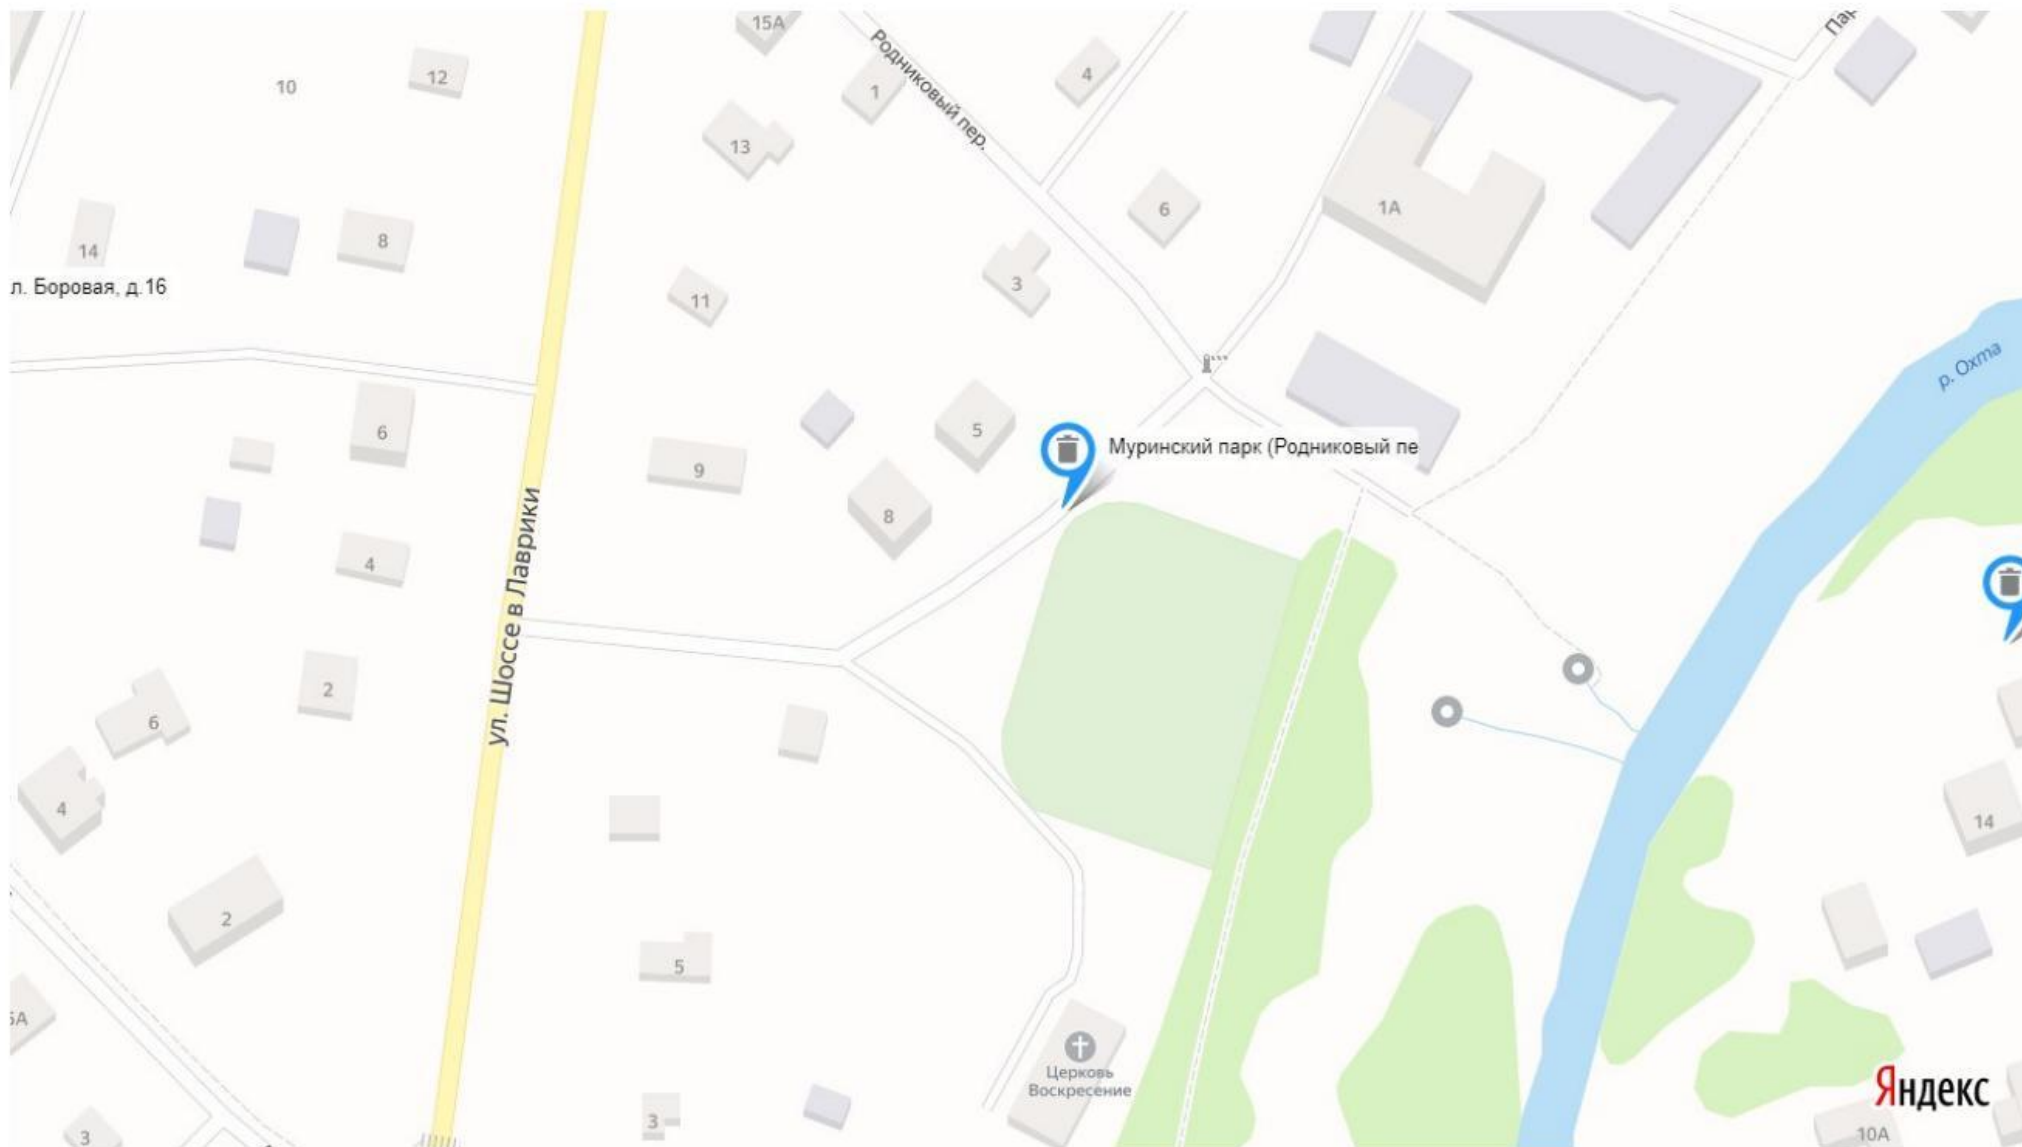 15А
Родниковый пер.
10
12
1
4
13
6
1А
14
8
3
л. Боровая, д.16
11
р. Охта
6
5
Муринский парк (Родниковый пе
9
8
4
ул. Шоссе в Лаврики
2
6
4
14
2
5
Церковь
Воскресение
3
3
Яндекс
10А